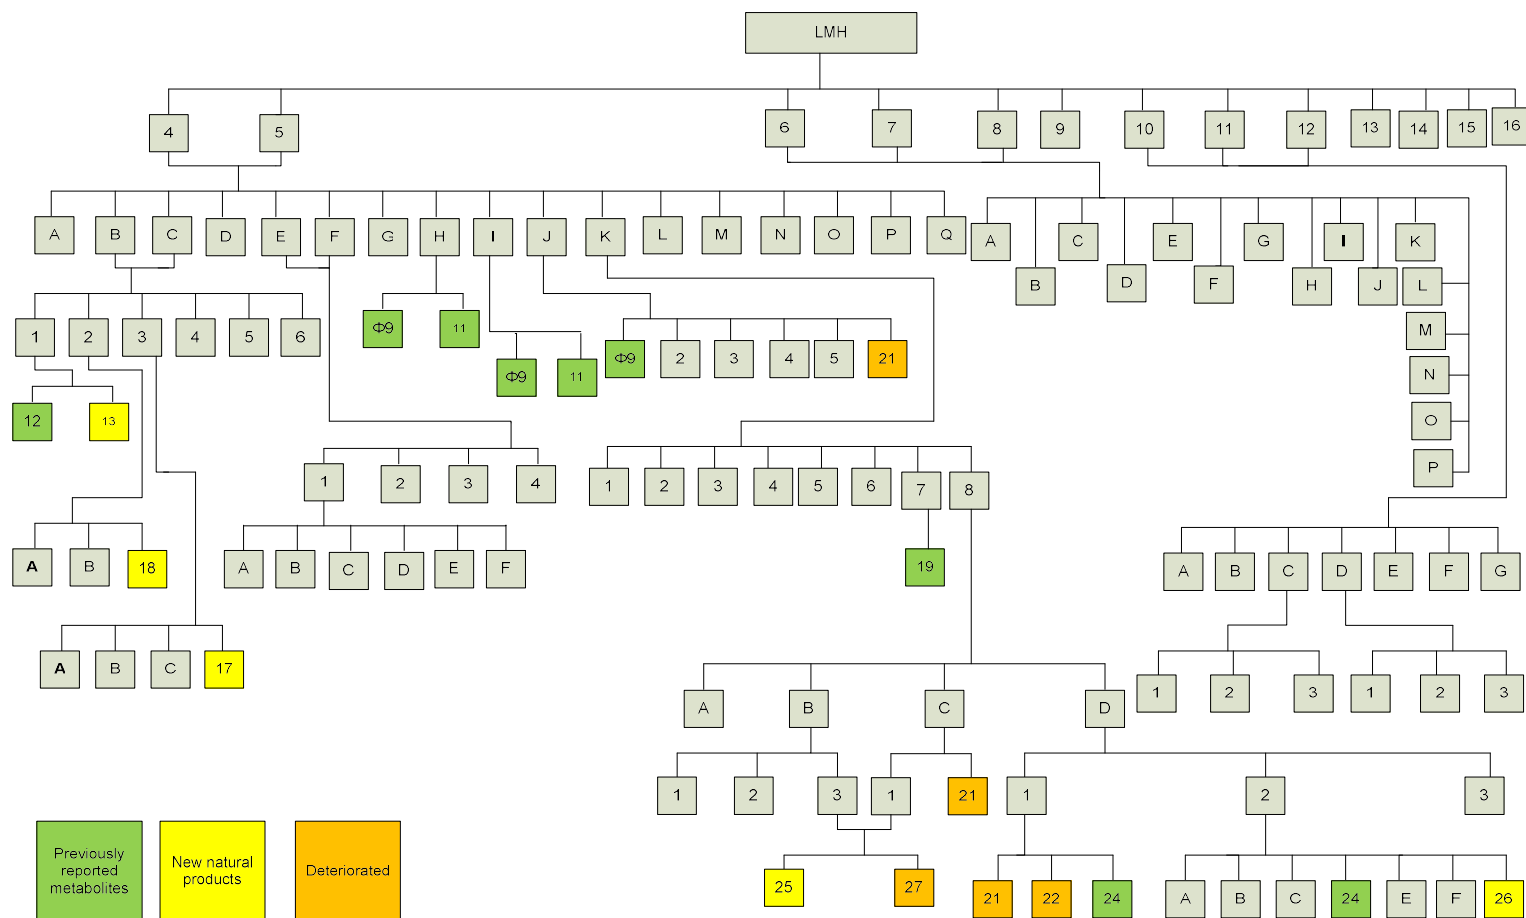 LMH
4 5 6 7 8 9 10 11 12 13 14 15 16
A B C D E F G H I J K L M N O P Q
A C E G I K
B D F H J L
M
N
O
P
1 2 3 4 5 6
Φ9 11
Φ9 11
Φ9 2 3 4 5 21
12 13
1 2 3 4
1 2 3 4 5 6 7 8
A B 18
A B C D E F
19
A B C D E F G
A B C 17
1 2 3 1 2 3
A B C D
1 2 3 1 21 1 2 3
25 27 21 22 24 A B C 24 E F 26
Previously
reported
metabolites
New natural
products
Deteriorated